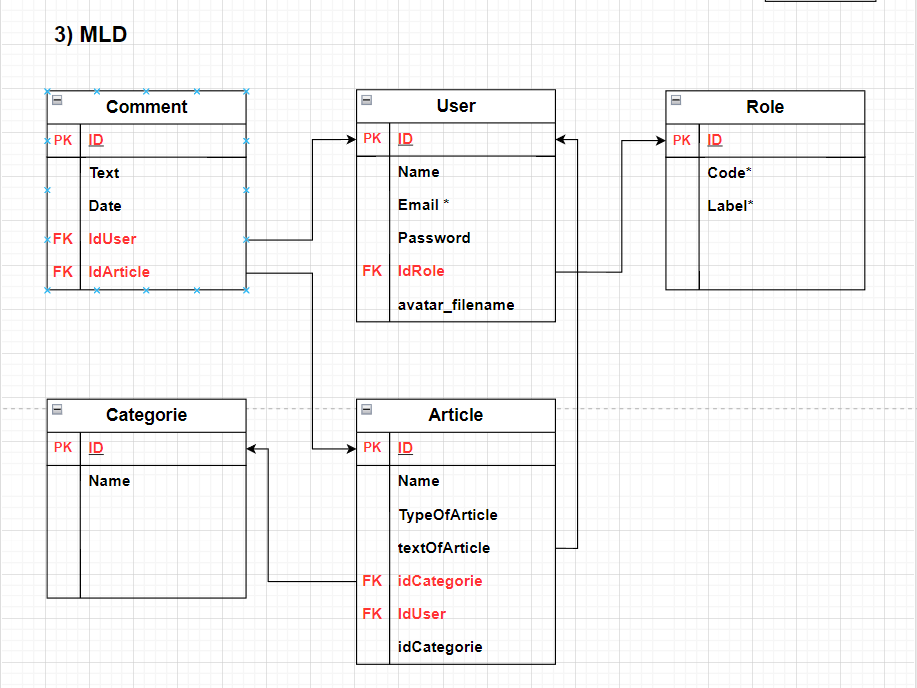 3) MLD
Comment
PK ID
Text
Date
FK IdUser
FK IdArticle
User
PK ID
Name
Email *
Password
FK IdRole
avatar_filename
Role
PK ID
Code*
Label*
Categorie
PK ID
Name
Article
PK ID
Name
TypeOfArticle
textOfArticle
FK idCategorie
FK IdUser
idCategorie